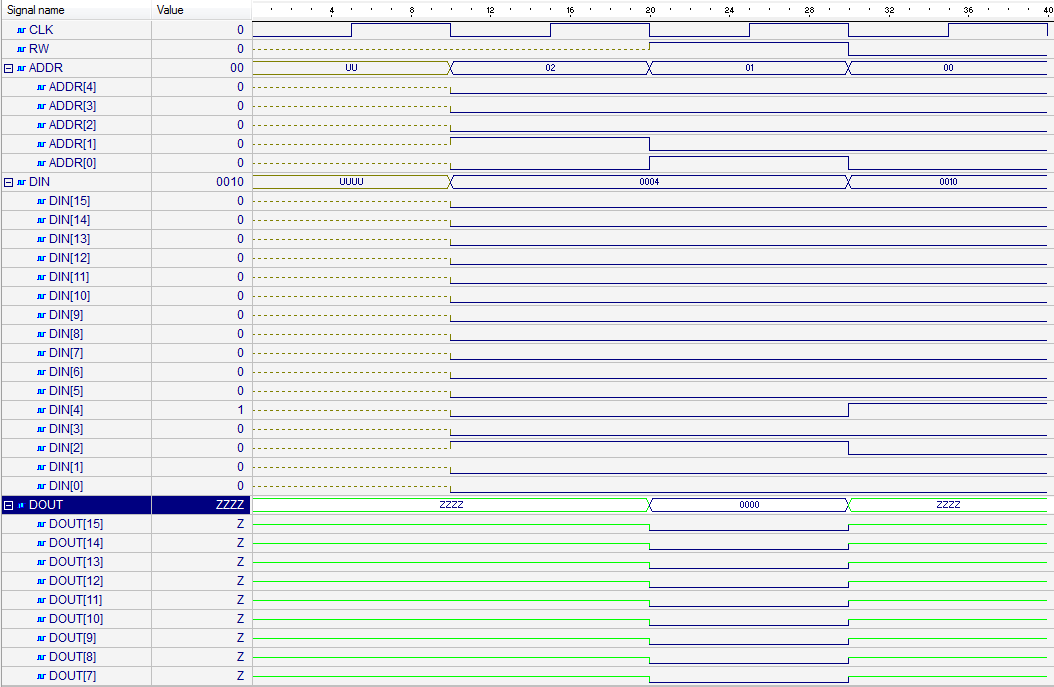 Signal name Value 4 8 12 16 20 24 28 32 36 40
CLK 0
RW 0
ADDR 00 UU 02 01 00
ADDR[4] 0
ADDR[3] 0
ADDR[2] 0
ADDR[1] 0
ADDR[0] 0
DIN 0010 UUUU 0004 0010
DIN[15] 0
DIN[14] 0
DIN[13] 0
DIN[12] 0
DIN[11] 0
DIN[10] 0
DIN[9] 0
DIN[8] 0
DIN[7] 0
DIN[6] 0
DIN[5] 0
DIN[4] 1
DIN[3] 0
DIN[2] 0
DIN[1] 0
DIN[0] 0
DOUT ZZZZ ZZZZ 0000 ZZZZ
DOUT[15] Z
DOUT[14] Z
DOUT[13] Z
DOUT[12] Z
DOUT[11] Z
DOUT[10] Z
DOUT[9] Z
DOUT[8] Z
DOUT[7] Z